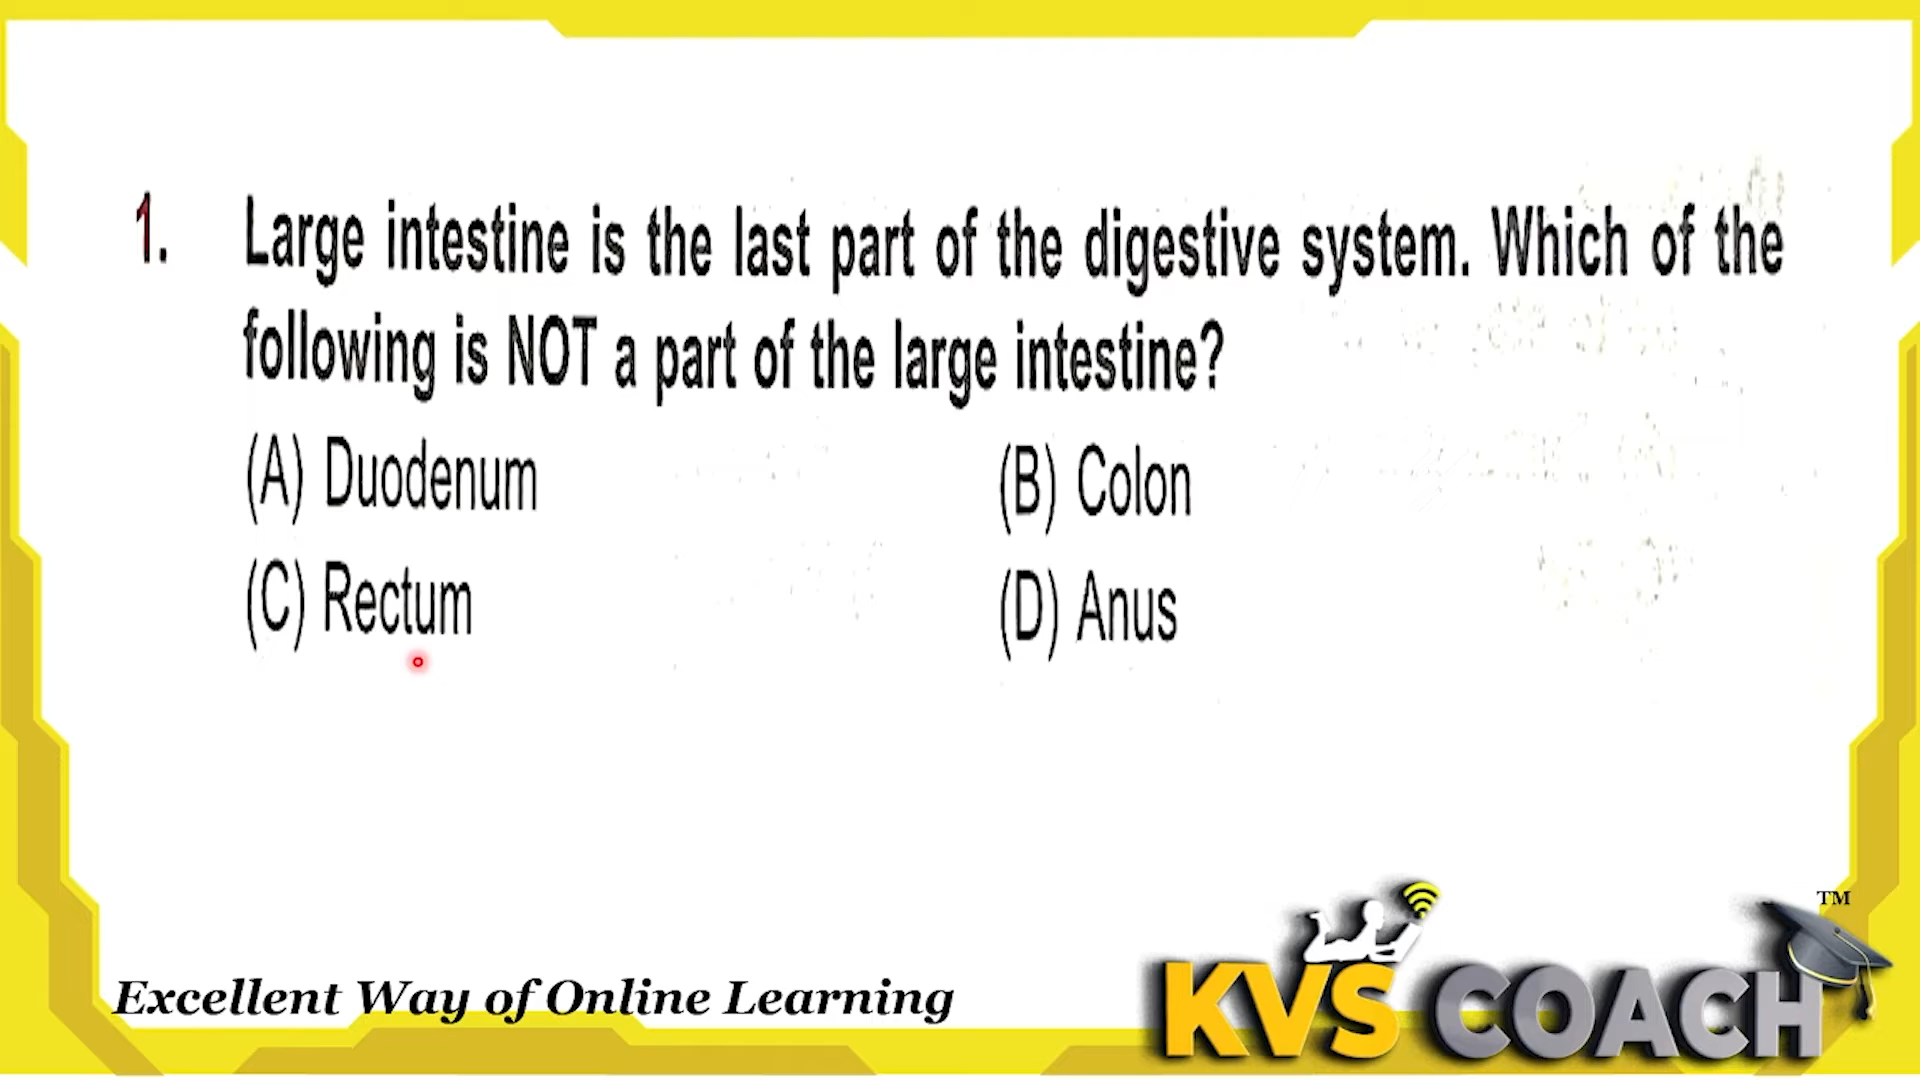 1. Large intestine is the last part of the digestive system. Which of the
following is NOT a part of the large intestine?
(A) Duodenum (B) Colon
(C) Rectum (D) Anus
Excellent Way of Online Learning
KVS COACH TM